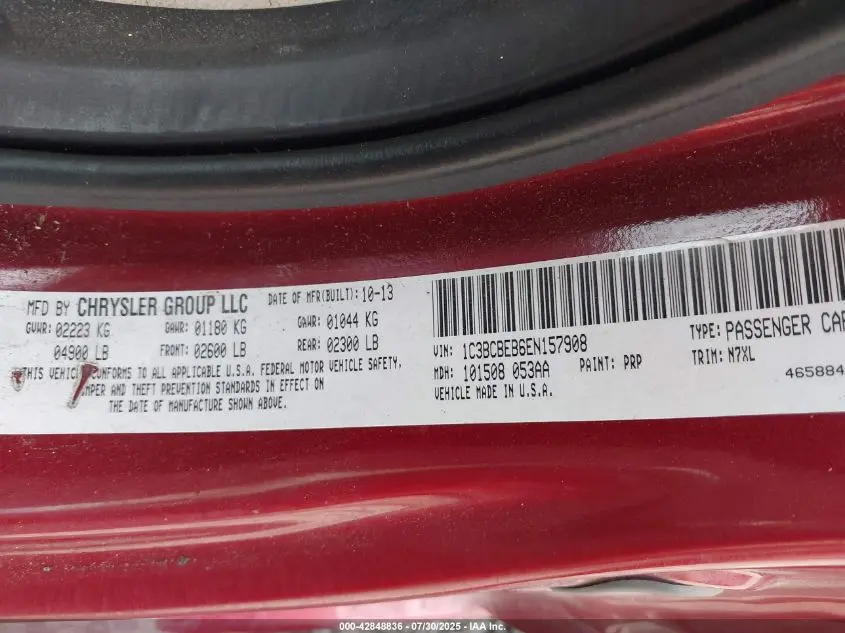 MFD BY CHRYSLER GROUP LLC DATE OF MFR(BUILT): 10-13
GVWR: 02223 KG GAWR: 01180 KG GAWR: 01044 KG
04900 LB FRONT: 02600 LB REAR: 02300 LB
THIS VEHICLE CONFORMS TO ALL APPLICABLE U.S.A. FEDERAL MOTOR VEHICLE SAFETY,
AMPER AND THEFT PREVENTION STANDARDS IN EFFECT ON
THE DATE OF MANUFACTURE SHOWN ABOVE.
VIN: 1C3BCBEB6EN157908 TYPE: PASSENGER CAR
MDH: 101508 053AA PAINT: PRP TRIM: N7XL
VEHICLE MADE IN U.S.A. 46588
000-42848836 - 07/30/2025 - IAA Inc.